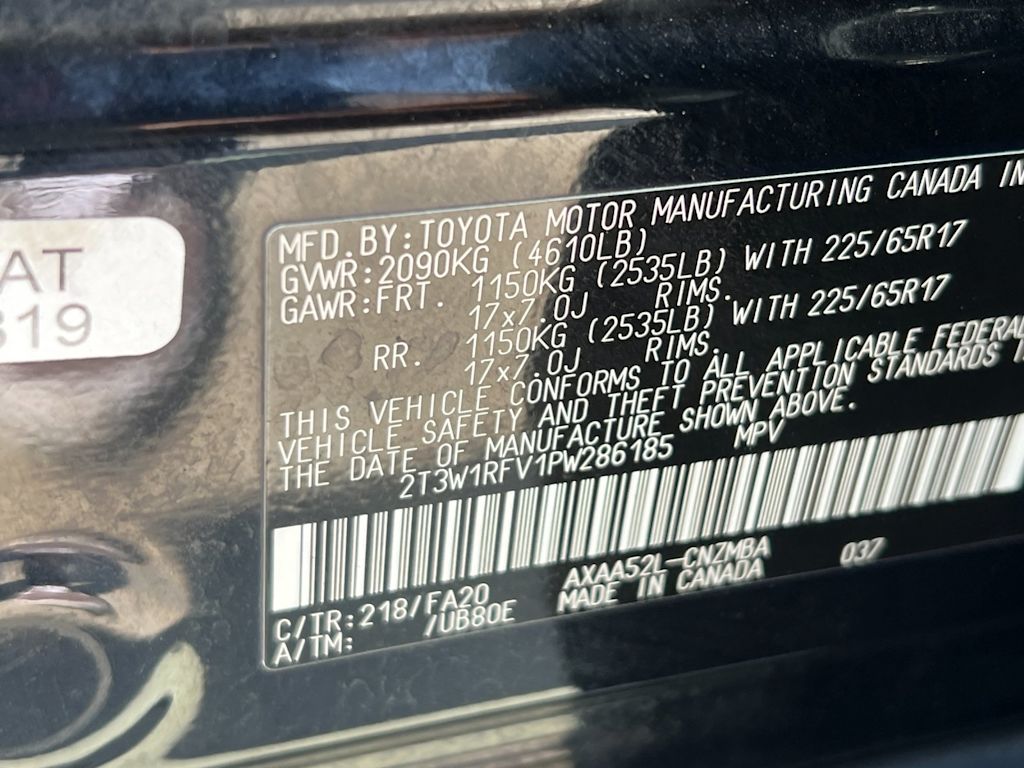 AT
319
MFD.BY:TOYOTA MOTOR MANUFACTURING CANADA IN
GVWR:2090KG (4610LB)
GAWR:FRT. 1150KG (2535LB) WITH 225/65R17
17x7.0J RIMS.
RR. 1150KG (2535LB) WITH 225/65R17
17x7.0J RIMS.
THIS VEHICLE CONFORMS TO ALL APPLICABLE FEDERAL
VEHICLE SAFETY AND THEFT PREVENTION STANDARDS
THE DATE OF MANUFACTURE SHOWN ABOVE.
2T3W1RFV1PW286185 MPV
C/TR:218/FA20 AXAA52L-CNZMBA 037
A/TM: /UB80E MADE IN CANADA